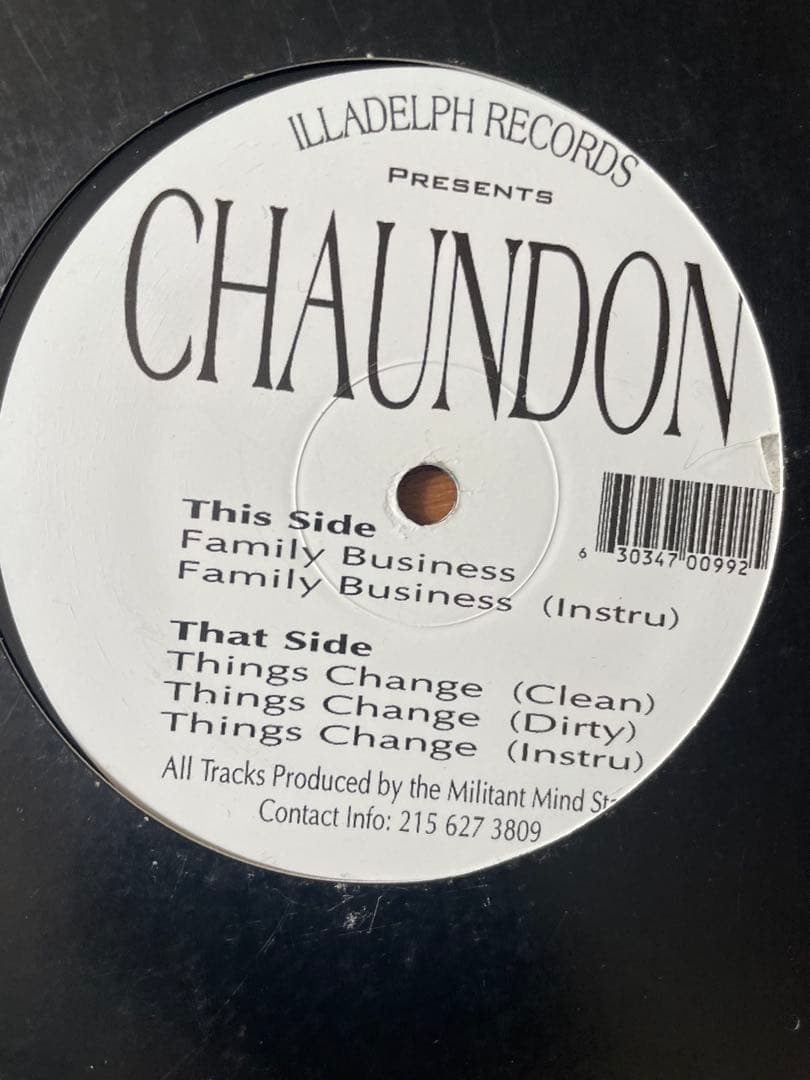 ILLADELPH RECORDS
PRESENTS
CHAUNDON
6 30347 00992
This Side
Family Business
Family Business (Instru)
That Side
Things Change (Clean)
Things Change (Dirty)
Things Change (Instru)
All Tracks Produced by the Militant Mind
Contact Info: 215 627 3809